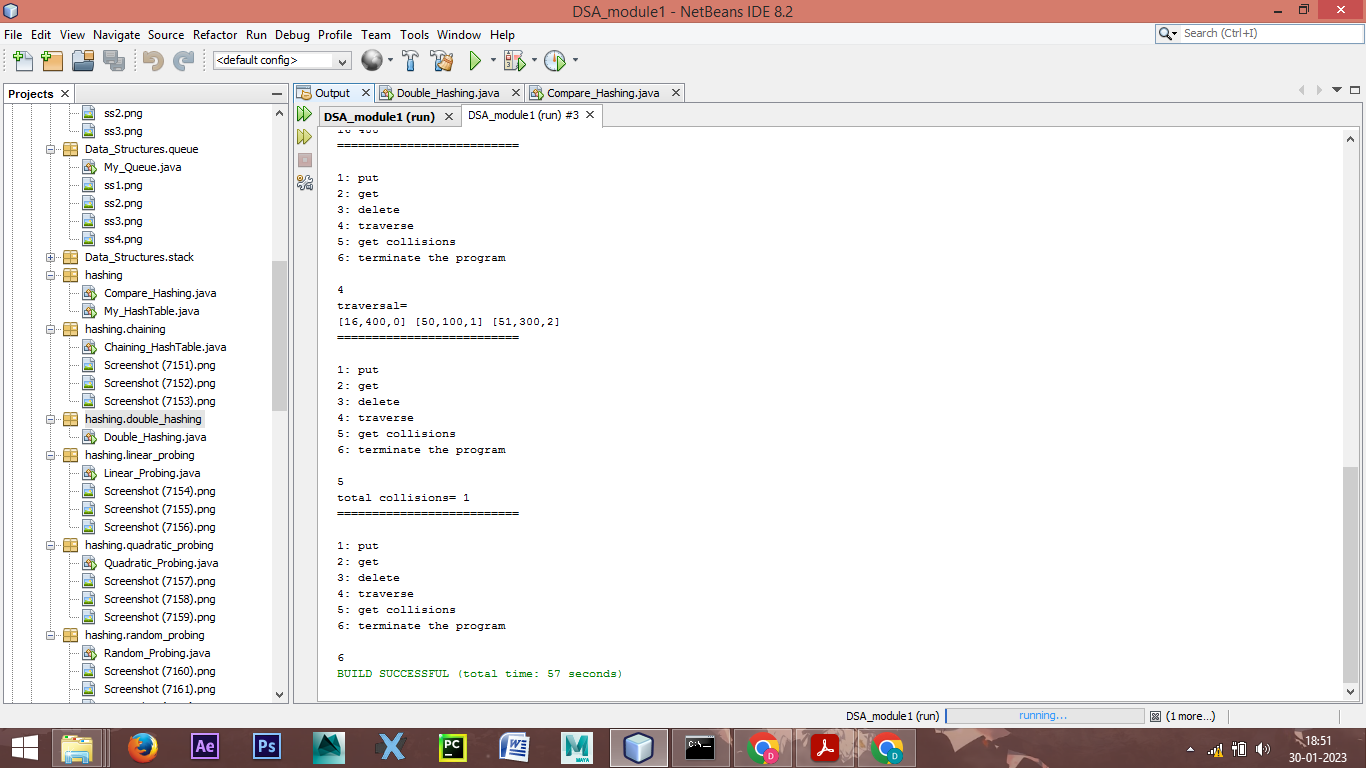 DSA_module1 - NetBeans IDE 8.2
File Edit View Navigate Source Refactor Run Debug Profile Team Tools Window Help
Search (Ctrl+I)
<default config>
Projects
ss2.png
ss3.png
Data_Structures.queue
My_Queue.java
ss1.png
ss2.png
ss3.png
ss4.png
Data_Structures.stack
hashing
Compare_Hashing.java
My_HashTable.java
hashing.chaining
Chaining_HashTable.java
Screenshot (7151).png
Screenshot (7152).png
Screenshot (7153).png
hashing.double_hashing
Double_Hashing.java
hashing.linear_probing
Linear_Probing.java
Screenshot (7154).png
Screenshot (7155).png
Screenshot (7156).png
hashing.quadratic_probing
Quadratic_Probing.java
Screenshot (7157).png
Screenshot (7158).png
Screenshot (7159).png
hashing.random_probing
Random_Probing.java
Screenshot (7160).png
Screenshot (7161).png
Output Double_Hashing.java Compare_Hashing.java
DSA_module1 (run) DSA_module1 (run) #3
16 400
==========================
1: put
2: get
3: delete
4: traverse
5: get collisions
6: terminate the program
4
traversal=
[16,400,0] [50,100,1] [51,300,2]
==========================
1: put
2: get
3: delete
4: traverse
5: get collisions
6: terminate the program
5
total collisions= 1
==========================
1: put
2: get
3: delete
4: traverse
5: get collisions
6: terminate the program
6
BUILD SUCCESSFUL (total time: 57 seconds)
DSA_module1 (run) running... (1 more...)
Ae Ps PC W M MAYA C:\. D D
18:51
30-01-2023